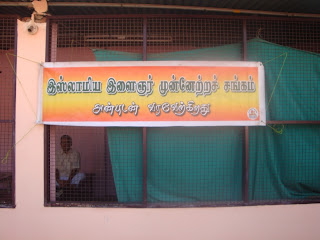 இஸ்லாமிய இளைஞர் முன்னேற்றச் சங்கம்
அன்புடன் வரவேற்கிறது